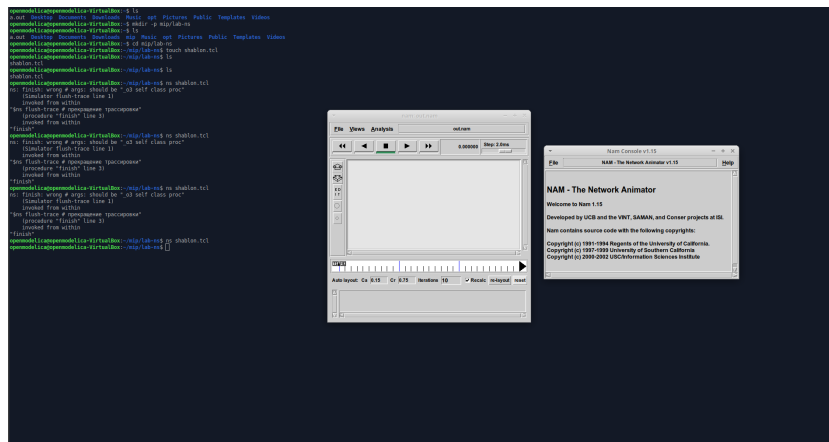 openmodelica@openmodelica-VirtualBox:~$ ls
a.out  Desktop  Documents  Downloads  Music  opt  Pictures  Public  Templates  Videos
openmodelica@openmodelica-VirtualBox:~$ mkdir -p mip/lab-ns
openmodelica@openmodelica-VirtualBox:~$ ls
a.out  Desktop  Documents  Downloads  mip  Music  opt  Pictures  Public  Templates  Videos
openmodelica@openmodelica-VirtualBox:~$ cd mip/lab-ns
openmodelica@openmodelica-VirtualBox:~/mip/lab-ns$ touch shablon.tcl
openmodelica@openmodelica-VirtualBox:~/mip/lab-ns$ ls
shablon.tcl
openmodelica@openmodelica-VirtualBox:~/mip/lab-ns$ ls
shablon.tcl
openmodelica@openmodelica-VirtualBox:~/mip/lab-ns$ ns shablon.tcl
ns: finish: wrong # args: should be "_o3 self class proc"
    (Simulator flush-trace line 1)
    invoked from within
"$ns flush-trace # прекращение трассировки"
    (procedure "finish" line 3)
    invoked from within
"finish"
openmodelica@openmodelica-VirtualBox:~/mip/lab-ns$ ns shablon.tcl
ns: finish: wrong # args: should be "_o3 self class proc"
    (Simulator flush-trace line 1)
    invoked from within
"$ns flush-trace # прекращение трассировки"
    (procedure "finish" line 3)
    invoked from within
"finish"
openmodelica@openmodelica-VirtualBox:~/mip/lab-ns$ ns shablon.tcl
ns: finish: wrong # args: should be "_o3 self class proc"
    (Simulator flush-trace line 1)
    invoked from within
"$ns flush-trace # прекращение трассировки"
    (procedure "finish" line 3)
    invoked from within
"finish"
openmodelica@openmodelica-VirtualBox:~/mip/lab-ns$ ns shablon.tcl
openmodelica@openmodelica-VirtualBox:~/mip/lab-ns$
File Views Analysis out.nam
0.000000 Step: 2.0ms
ED
IT
TIME
Auto layout: Ca 0.15 Cr 0.75 Iterations 10 Recalc re-layout reset
Nam Console v1.15
File NAM - The Network Animator v1.15 Help
NAM - The Network Animator
Welcome to Nam 1.15
Developed by UCB and the VINT, SAMAN, and Conser projects at ISI.
Nam contains source code with the following copyrights:
Copyright (c) 1991-1994 Regents of the University of California.
Copyright (c) 1997-1999 University of Southern California
Copyright (c) 2000-2002 USC/Information Sciences Institute